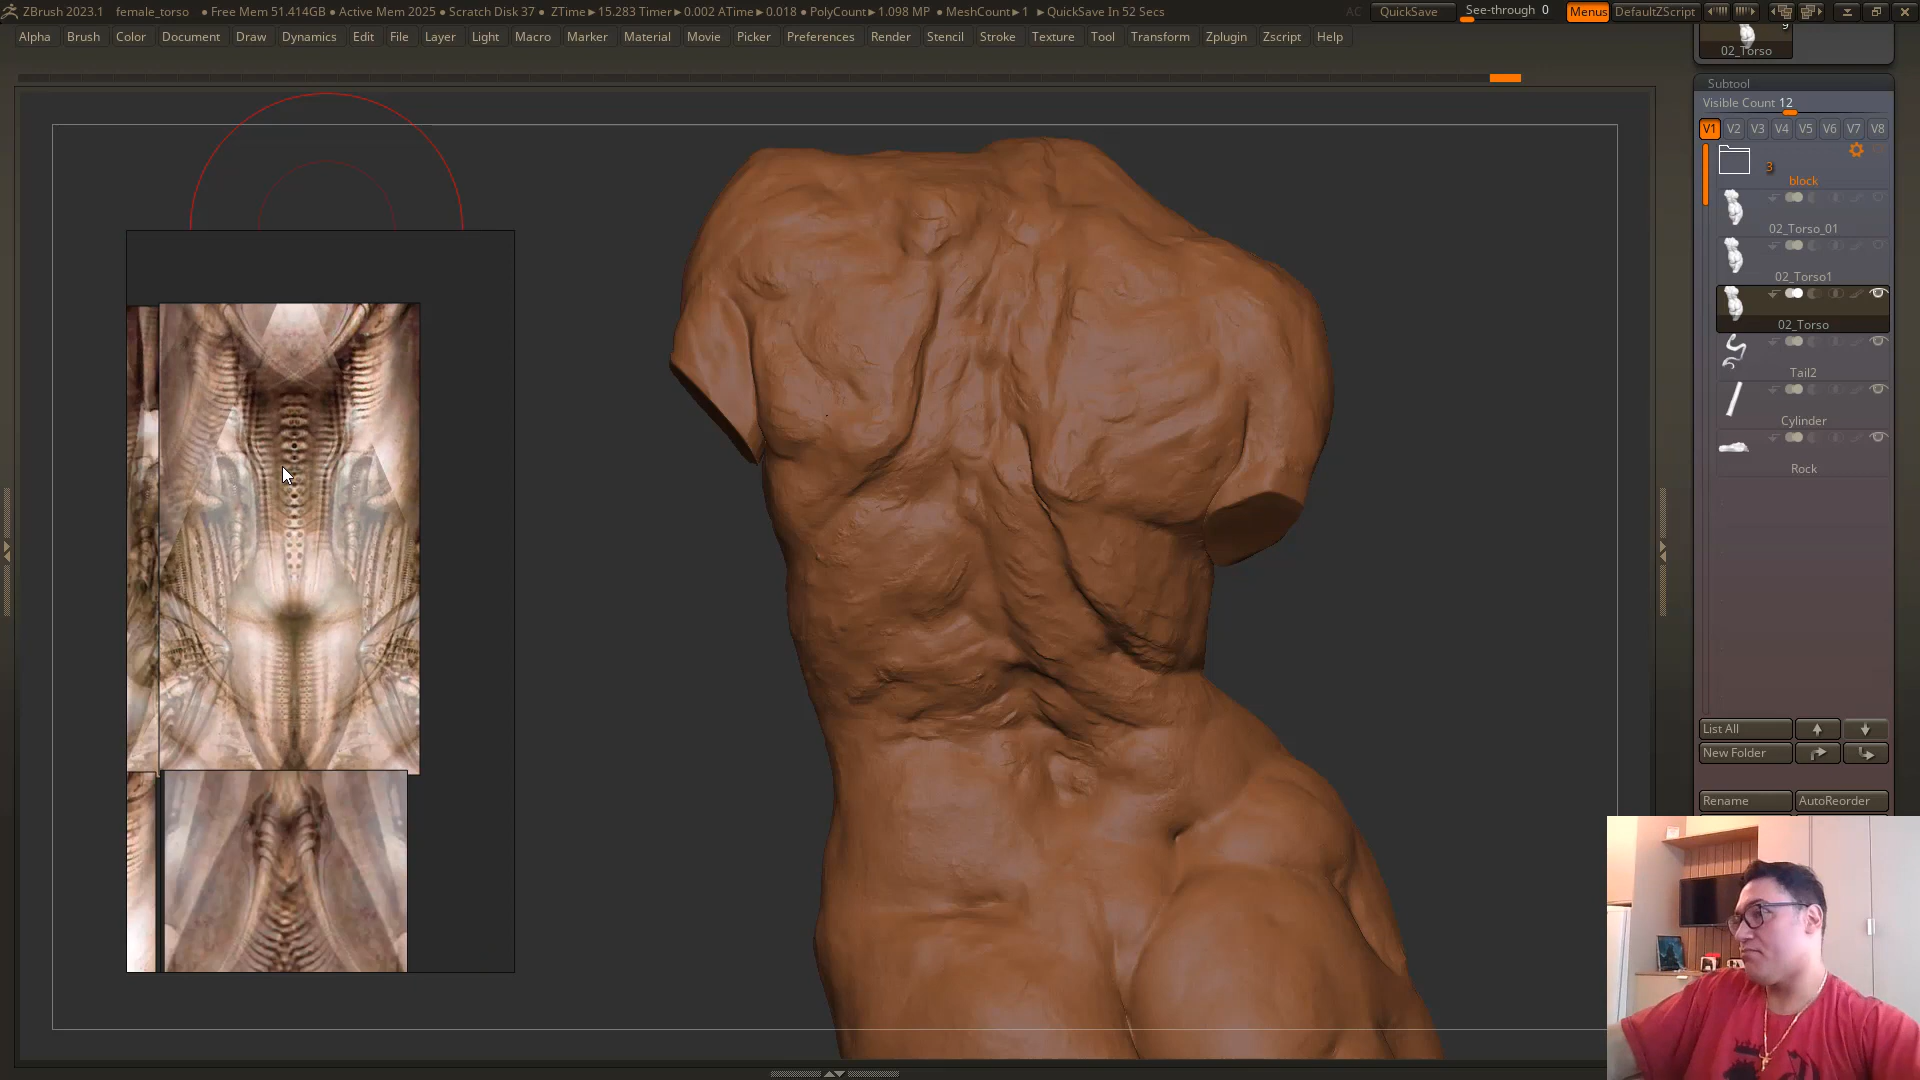 ZBrush 2023.1 female_torso ● Free Mem 51.414GB ● Active Mem 2025 ● Scratch Disk 37 ● ZTime►15.283 Timer►0.002 ATime►0.018 ● PolyCount►1.098 MP ● MeshCount►1 ►QuickSave In 52 Secs AC QuickSave See-through 0 Menus DefaultZScript
Alpha Brush Color Document Draw Dynamics Edit File Layer Light Macro Marker Material Movie Picker Preferences Render Stencil Stroke Texture Tool Transform Zplugin Zscript Help
9
02_Torso
Subtool
Visible Count 12
V1 V2 V3 V4 V5 V6 V7 V8
3
block
02_Torso_01
02_Torso1
02_Torso
Tail2
Cylinder
Rock
List All
New Folder
Rename AutoReorder